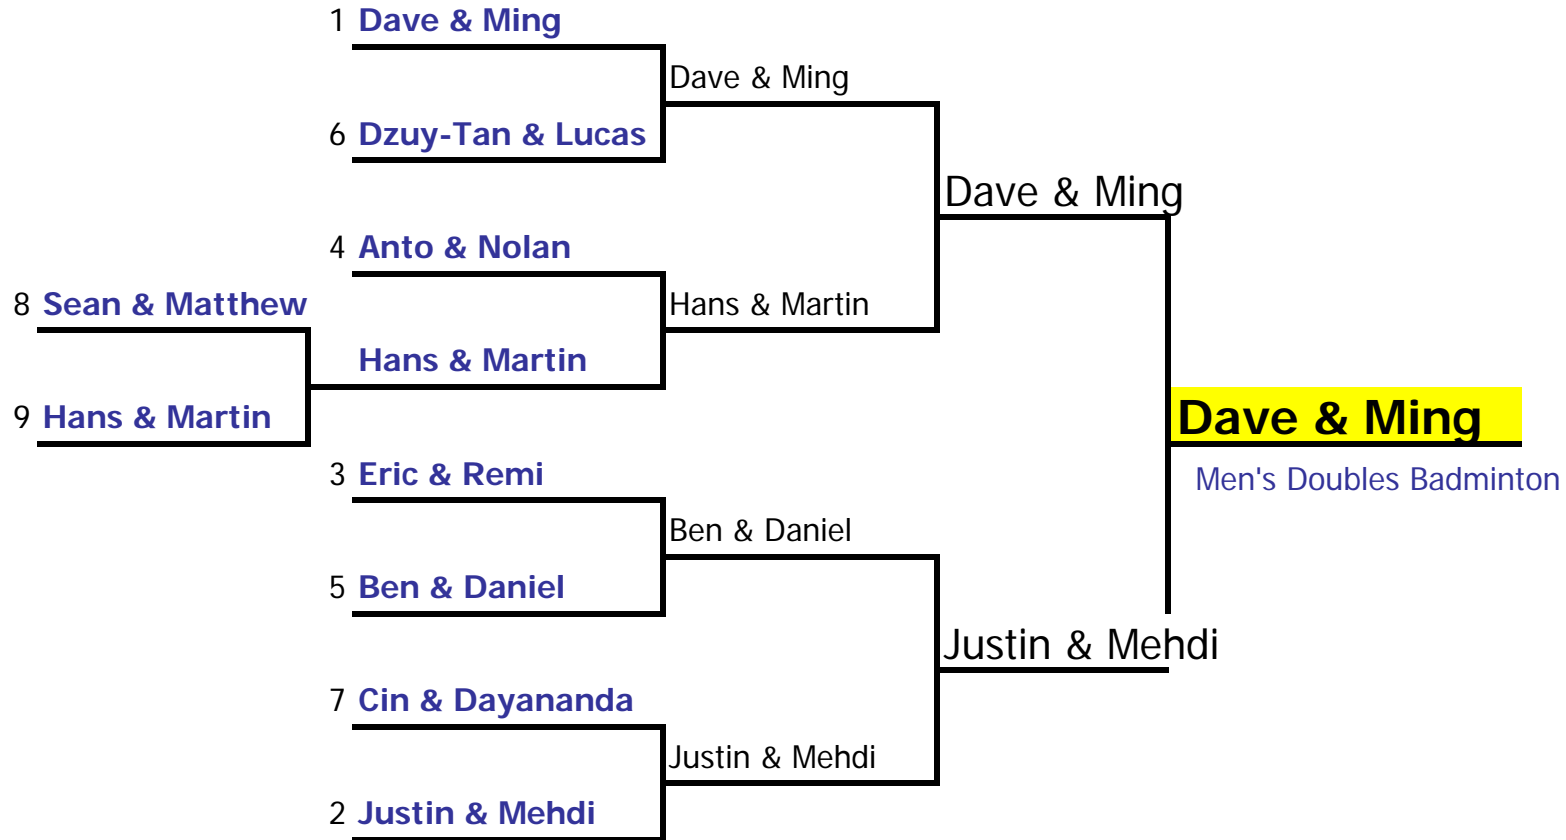 1 Dave & Ming
Dave & Ming
6 Dzuy-Tan & Lucas
Dave & Ming
4 Anto & Nolan
8 Sean & Matthew
Hans & Martin
Hans & Martin
9 Hans & Martin
Dave & Ming
3 Eric & Remi
Men's Doubles Badminton
Ben & Daniel
5 Ben & Daniel
Justin & Mehdi
7 Cin & Dayananda
Justin & Mehdi
2 Justin & Mehdi